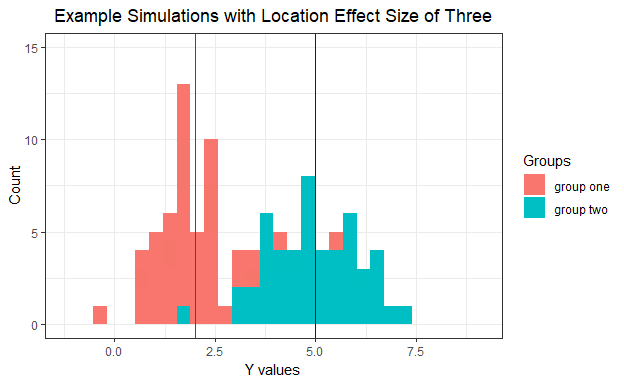 Example Simulations with Location Effect Size of Three
15
10
5
0
Count
0.0 2.5 5.0 7.5
Y values
Groups
group one
group two